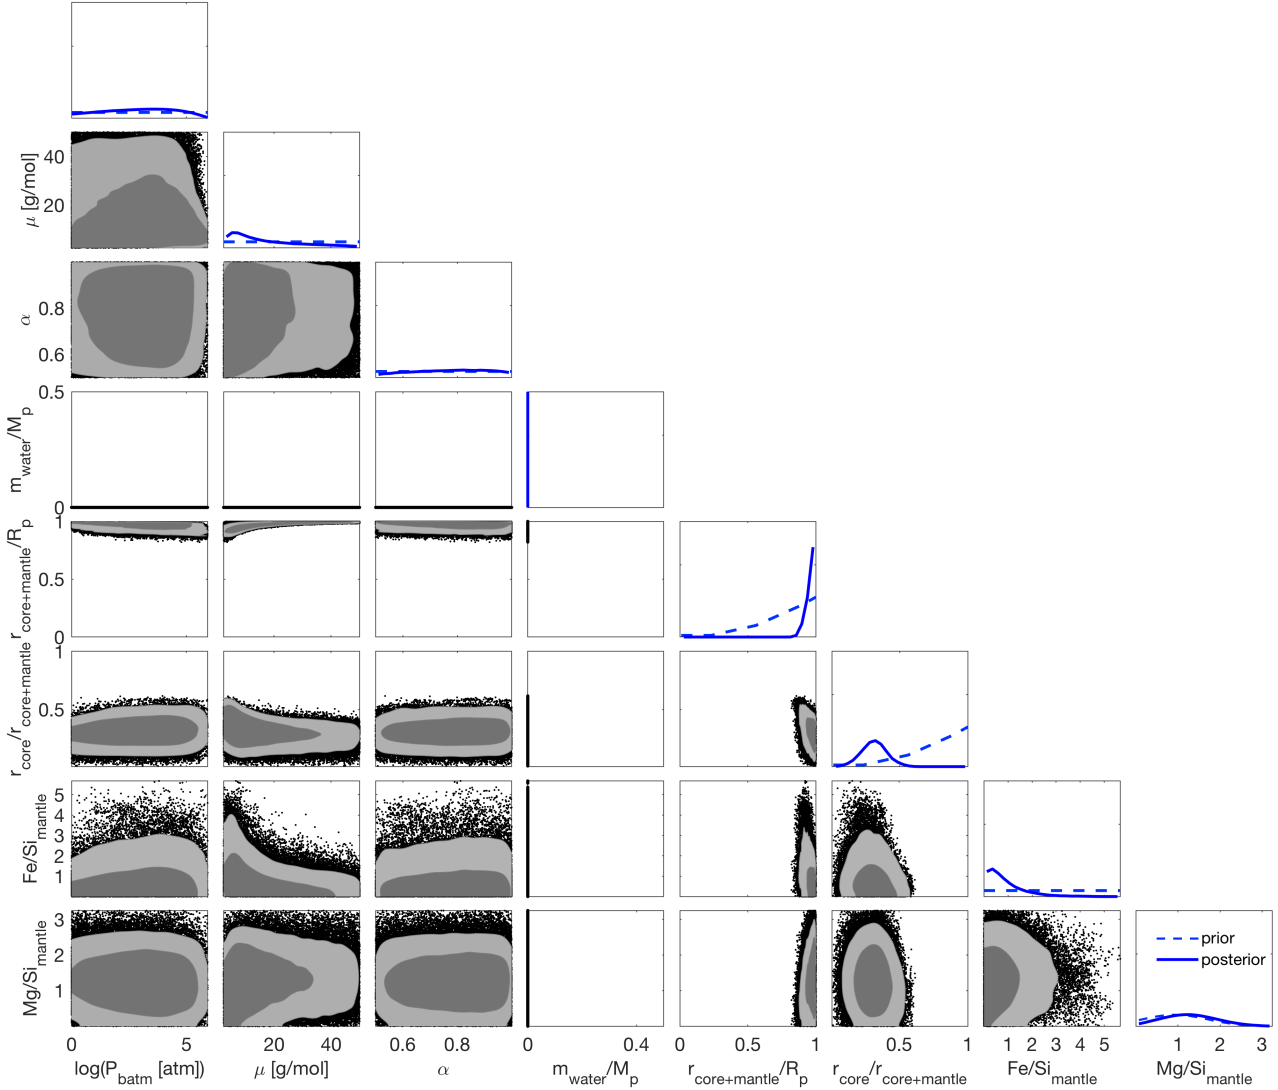 μ [g/mol]
40
20
α
0.8
0.6
m_water/M_p
0.5
0
r_core+mantle/R_p
1
0.5
0
r_core/r_core+mantle
1
0.5
Fe/Si_mantle
5
4
3
2
1
Mg/Si_mantle
3
2
1
prior
posterior
0 5 20 40 0.6 0.8 0 0.4 0 0.5 1 0 0.5 1 1 2 3 4 5 0 1 2 3
log(P_batm [atm]) μ [g/mol] α m_water/M_p r_core+mantle/R_p r_core/r_core+mantle Fe/Si_mantle Mg/Si_mantle